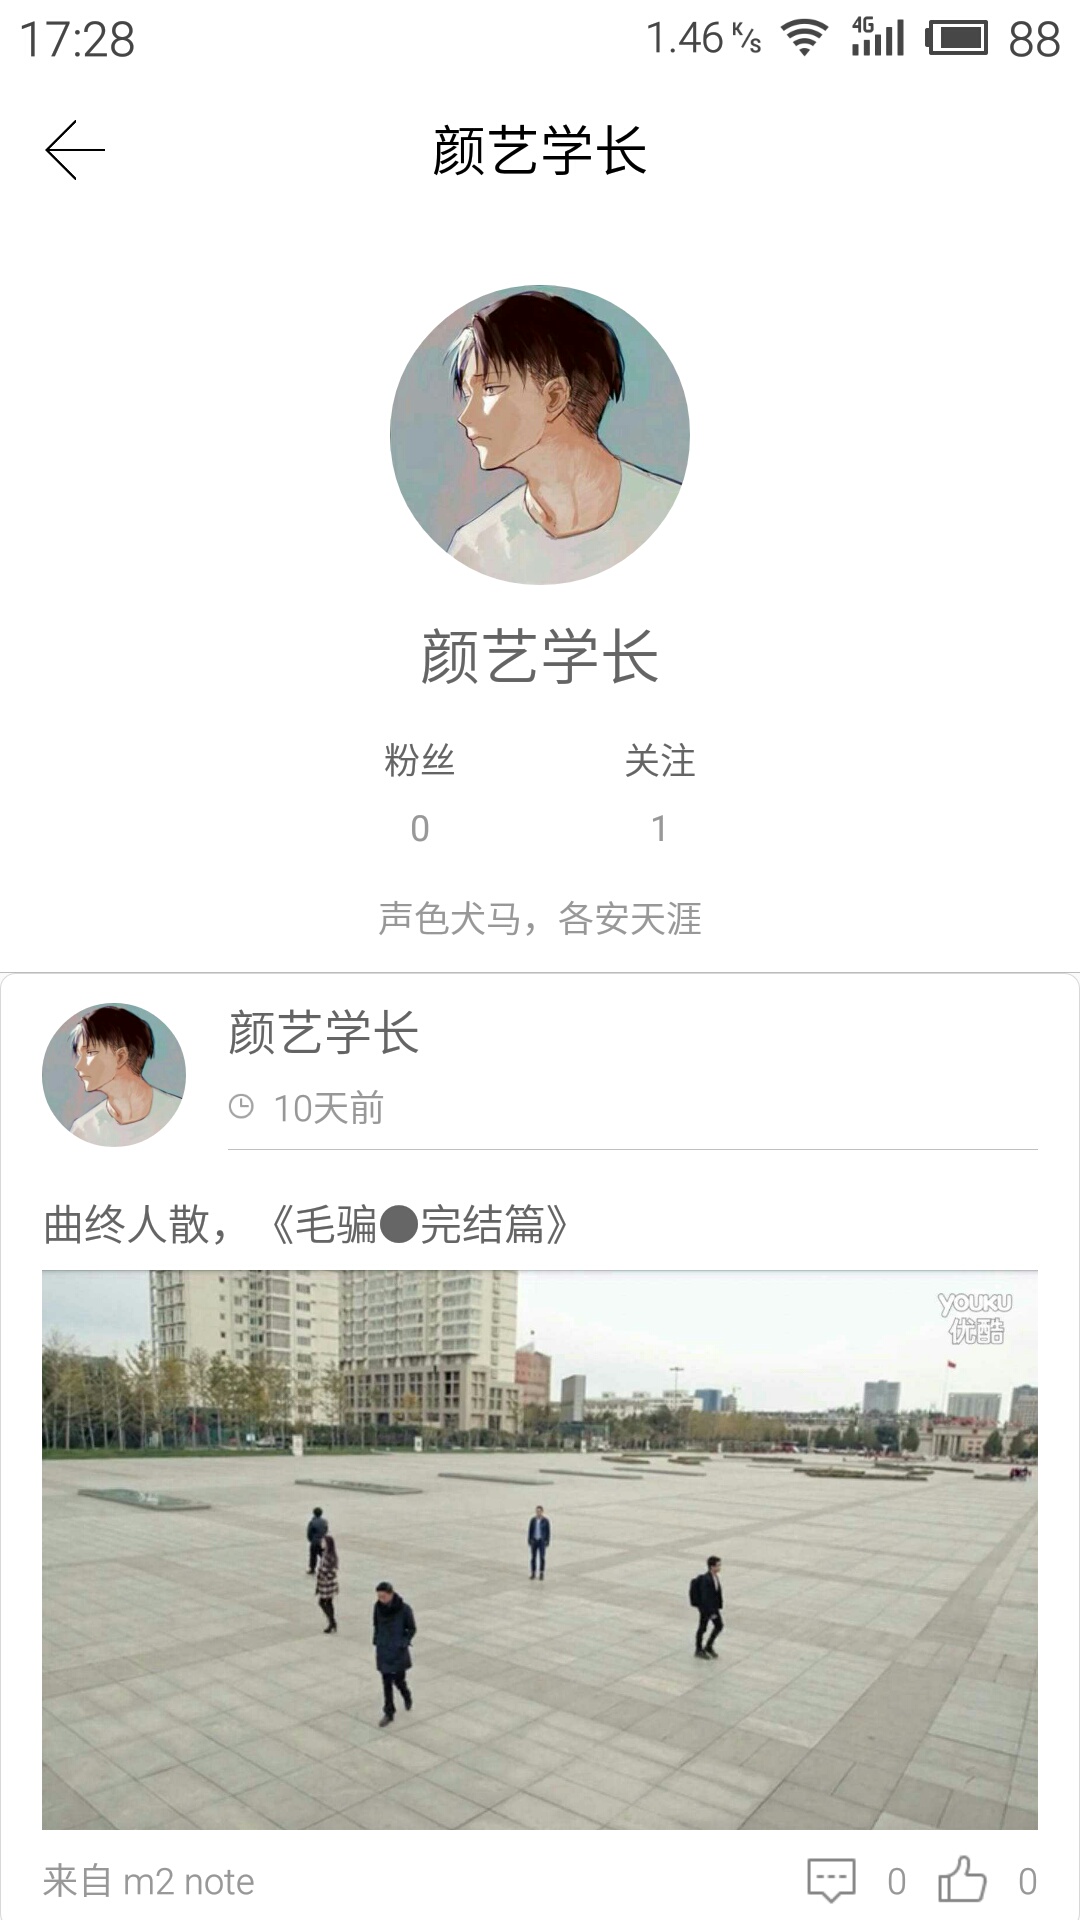 17:28 1.46 K/s 4G 88
颜艺学长
颜艺学长
粉丝 关注
0 1
声色犬马，各安天涯
颜艺学长
10天前
曲终人散，《毛骗●完结篇》
YOUKU
优酷
来自 m2 note 0 0